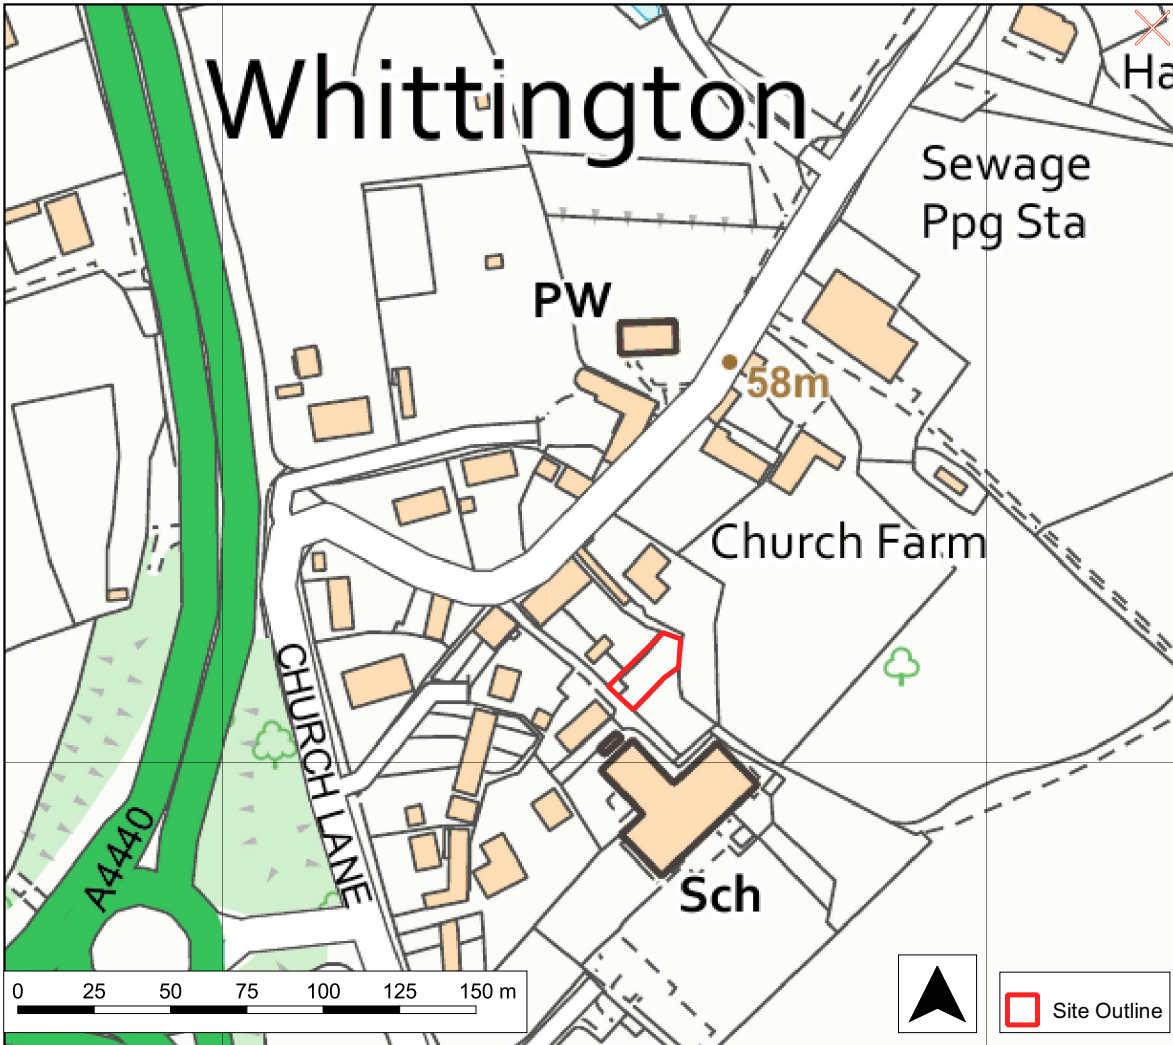 Whittington
Ha
Sewage
Ppg Sta
PW
58m
Church Farm
CHURCH LANE
A4440
Sch
0 25 50 75 100 125 150 m
Site Outline